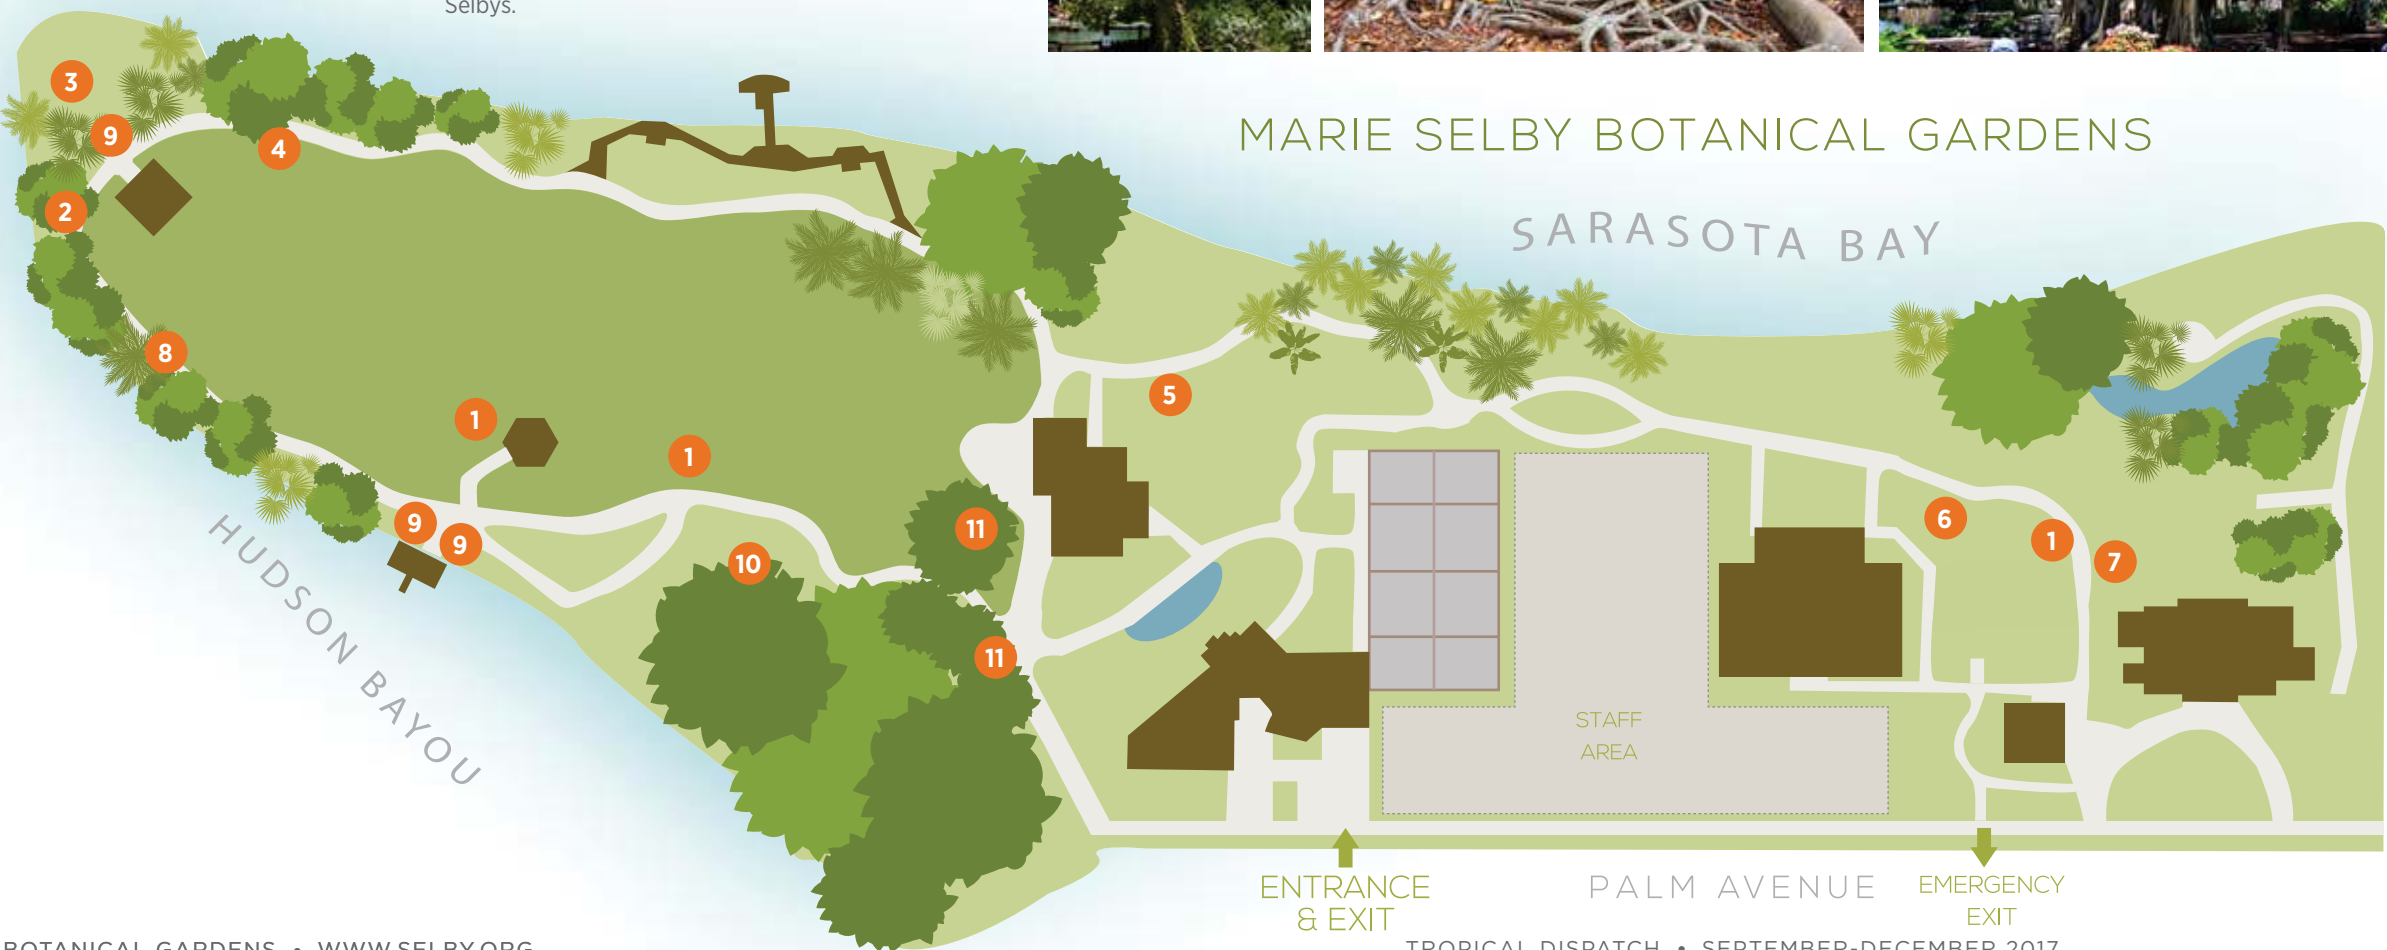 Selbys.
MARIE SELBY BOTANICAL GARDENS
SARASOTA BAY
3
9
4
2
8
1
1
5
9
9
11
10
11
6
1
7
HUDSON BAYOU
STAFF
AREA
ENTRANCE
& EXIT
PALM AVENUE
EMERGENCY
EXIT
BOTANICAL GARDENS • WWW.SELBY.ORG
TROPICAL DISPATCH • SEPTEMBER-DECEMBER 2017